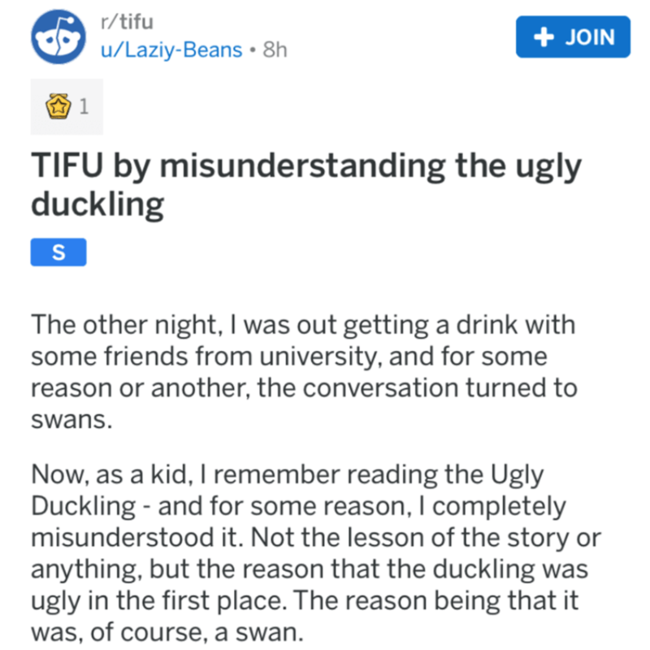 r/tifu
u/Laziy-Beans • 8h
+ JOIN
1
TIFU by misunderstanding the ugly
duckling
S
The other night, I was out getting a drink with
some friends from university, and for some
reason or another, the conversation turned to
swans.
Now, as a kid, I remember reading the Ugly
Duckling - and for some reason, I completely
misunderstood it. Not the lesson of the story or
anything, but the reason that the duckling was
ugly in the first place. The reason being that it
was, of course, a swan.